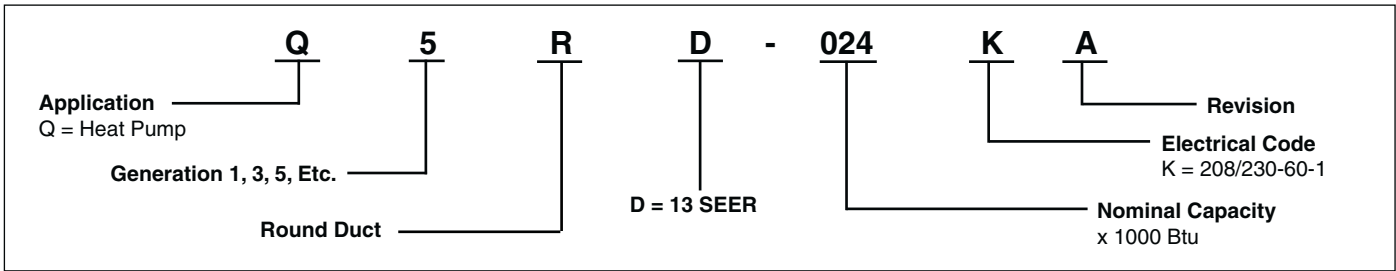 Q 5 R D - 024 K A
Application
Q = Heat Pump
Revision
Electrical Code
K = 208/230-60-1
Generation 1, 3, 5, Etc.
D = 13 SEER
Nominal Capacity
x 1000 Btu
Round Duct